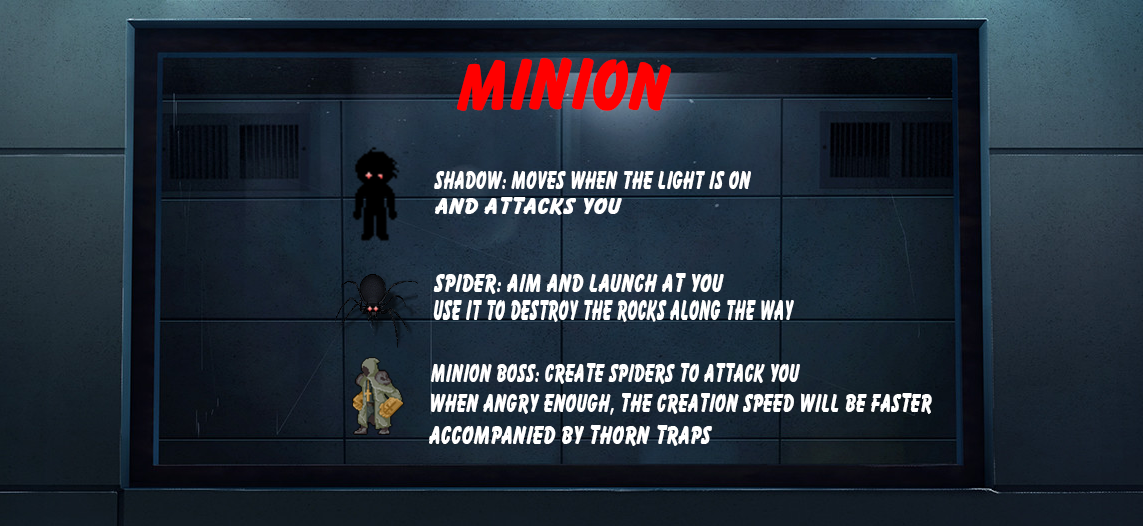 MINION
SHADOW: MOVES WHEN THE LIGHT IS ON
AND ATTACKS YOU
SPIDER: AIM AND LAUNCH AT YOU
USE IT TO DESTROY THE ROCKS ALONG THE WAY
MINION BOSS: CREATE SPIDERS TO ATTACK YOU
WHEN ANGRY ENOUGH, THE CREATION SPEED WILL BE FASTER
ACCOMPANIED BY THORN TRAPS